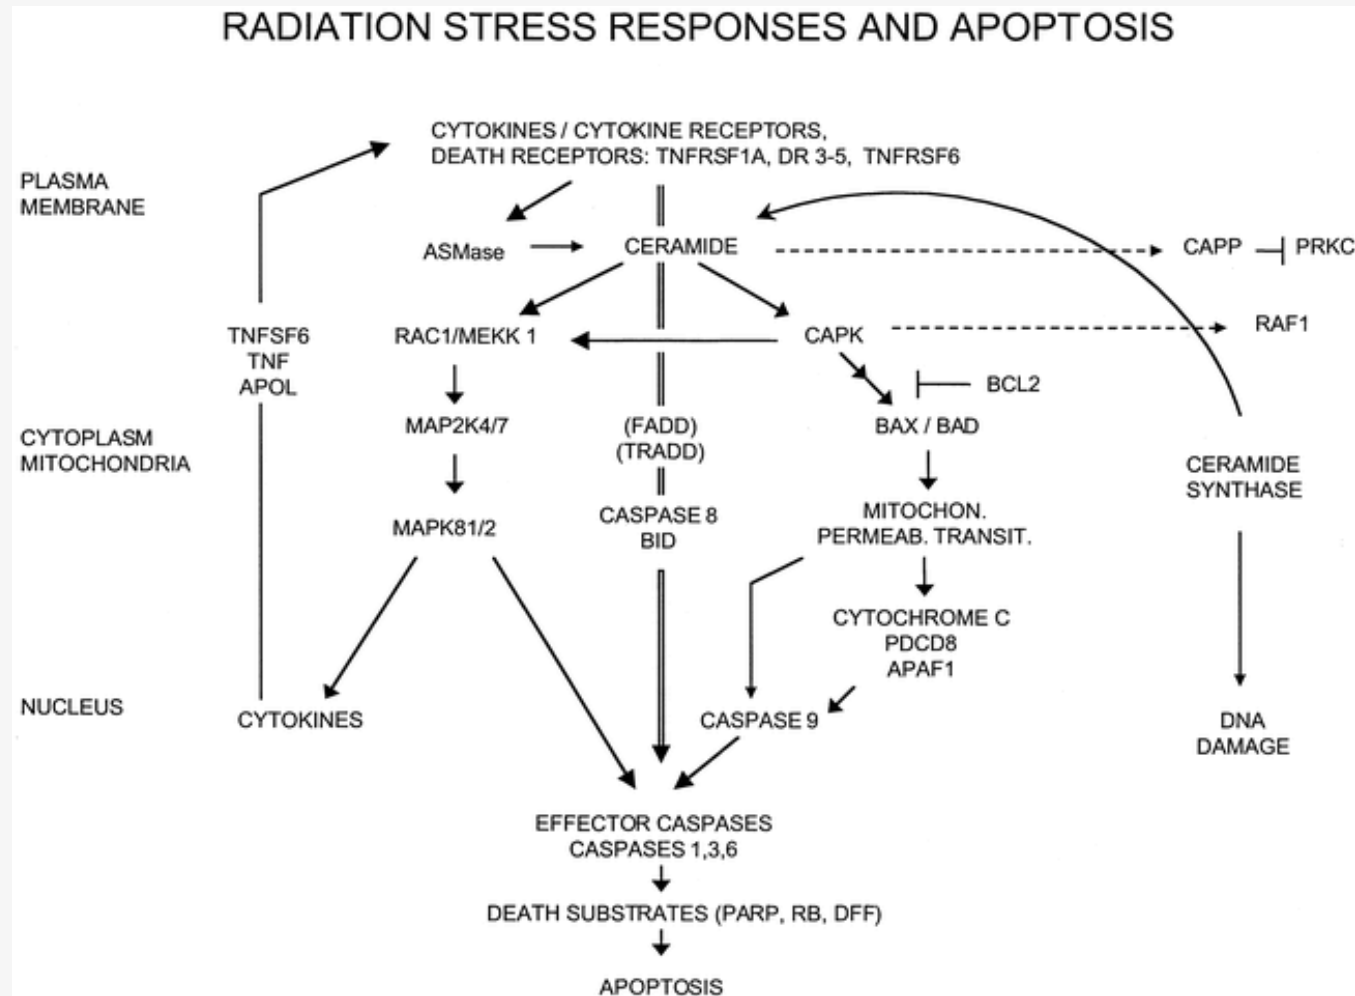 RADIATION STRESS RESPONSES AND APOPTOSIS
CYTOKINES / CYTOKINE RECEPTORS,
DEATH RECEPTORS: TNFRSF1A, DR 3-5, TNFRSF6
PLASMA
MEMBRANE
ASMase
CERAMIDE
CAPP
PRKC
TNFSF6
TNF
APOL
RAC1/MEKK 1
CAPK
RAF1
BCL2
CYTOPLASM
MITOCHONDRIA
MAP2K4/7
(FADD)
(TRADD)
BAX / BAD
CERAMIDE
SYNTHASE
MAPK81/2
CASPASE 8
BID
MITOCHON.
PERMEAB. TRANSIT.
CYTOCHROME C
PDCD8
APAF1
NUCLEUS
CYTOKINES
CASPASE 9
DNA
DAMAGE
EFFECTOR CASPASES
CASPASES 1,3,6
DEATH SUBSTRATES (PARP, RB, DFF)
APOPTOSIS